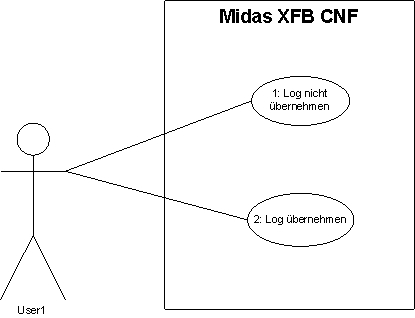 Midas XFB CNF
1: Log nicht
übernehmen
2: Log übernehmen
User1